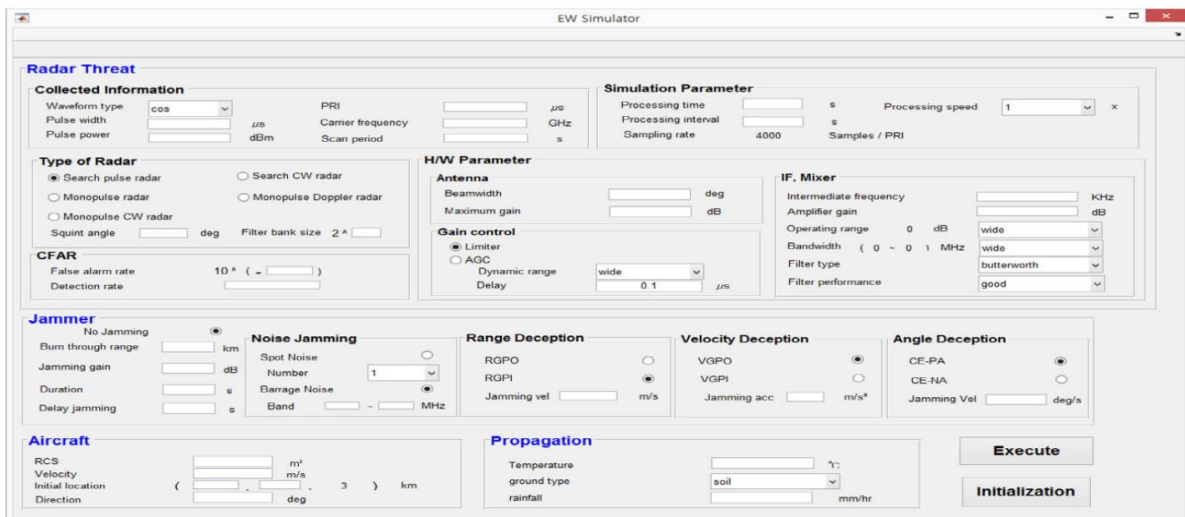 EW Simulator
Radar Threat
Collected Information
Waveform type cos
Pulse width μs
Pulse power dBm
PRI μs
Carrier frequency GHz
Scan period s
Simulation Parameter
Processing time s
Processing interval s
Sampling rate 4000 Samples / PRI
Processing speed 1 ×
Type of Radar
Search pulse radar
Search CW radar
Monopulse radar
Monopulse Doppler radar
Monopulse CW radar
Squint angle deg Filter bank size 2 ^
CFAR
False alarm rate 10 ^ ( - )
Detection rate
H/W Parameter
Antenna
Beamwidth deg
Maximum gain dB
Gain control
Limiter
AGC
Dynamic range wide
Delay 0.1 μs
IF, Mixer
Intermediate frequency KHz
Amplifier gain dB
Operating range 0 dB wide
Bandwidth ( 0 ~ 0 ) MHz wide
Filter type butterworth
Filter performance good
Jammer
No Jamming
Burn through range km
Jamming gain dB
Duration s
Delay jamming s
Noise Jamming
Spot Noise
Number 1
Barrage Noise
Band ~ MHz
Range Deception
RGPO
RGPI
Jamming vel m/s
Velocity Deception
VGPO
VGPI
Jamming acc m/s²
Angle Deception
CE-PA
CE-NA
Jamming Vel deg/s
Aircraft
RCS m²
Velocity m/s
Initial location ( , , 3 ) km
Direction deg
Propagation
Temperature ℃
ground type soil
rainfall mm/hr
Execute
Initialization